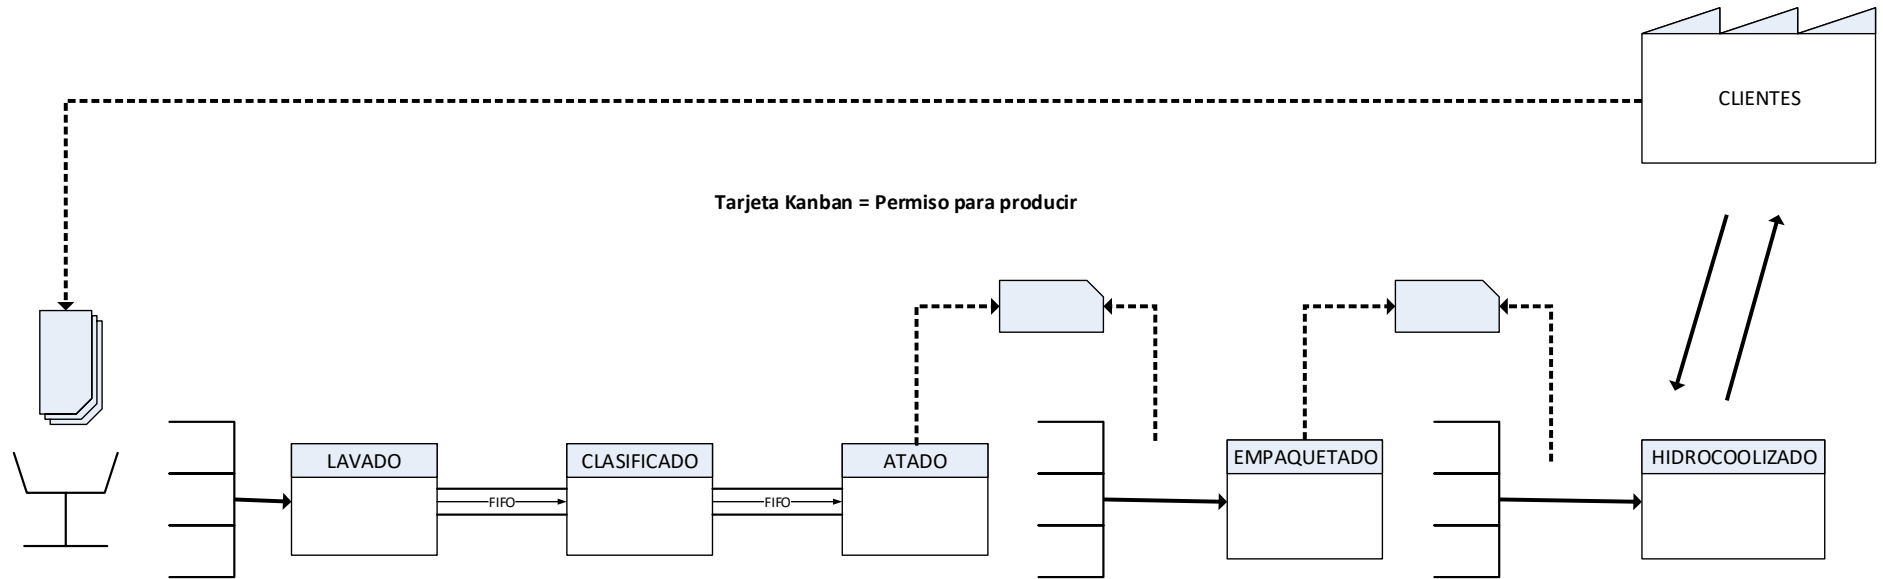 CLIENTES
Tarjeta Kanban = Permiso para producir
LAVADO
CLASIFICADO
ATADO
EMPAQUETADO
HIDROCOOLIZADO
FIFO
FIFO